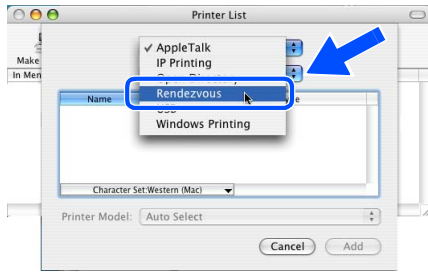 Printer List
AppleTalk
IP Printing
Make
In Men
Rendezvous
Name
Windows Printing
Character Set:Western (Mac)
Printer Model: Auto Select
Cancel Add